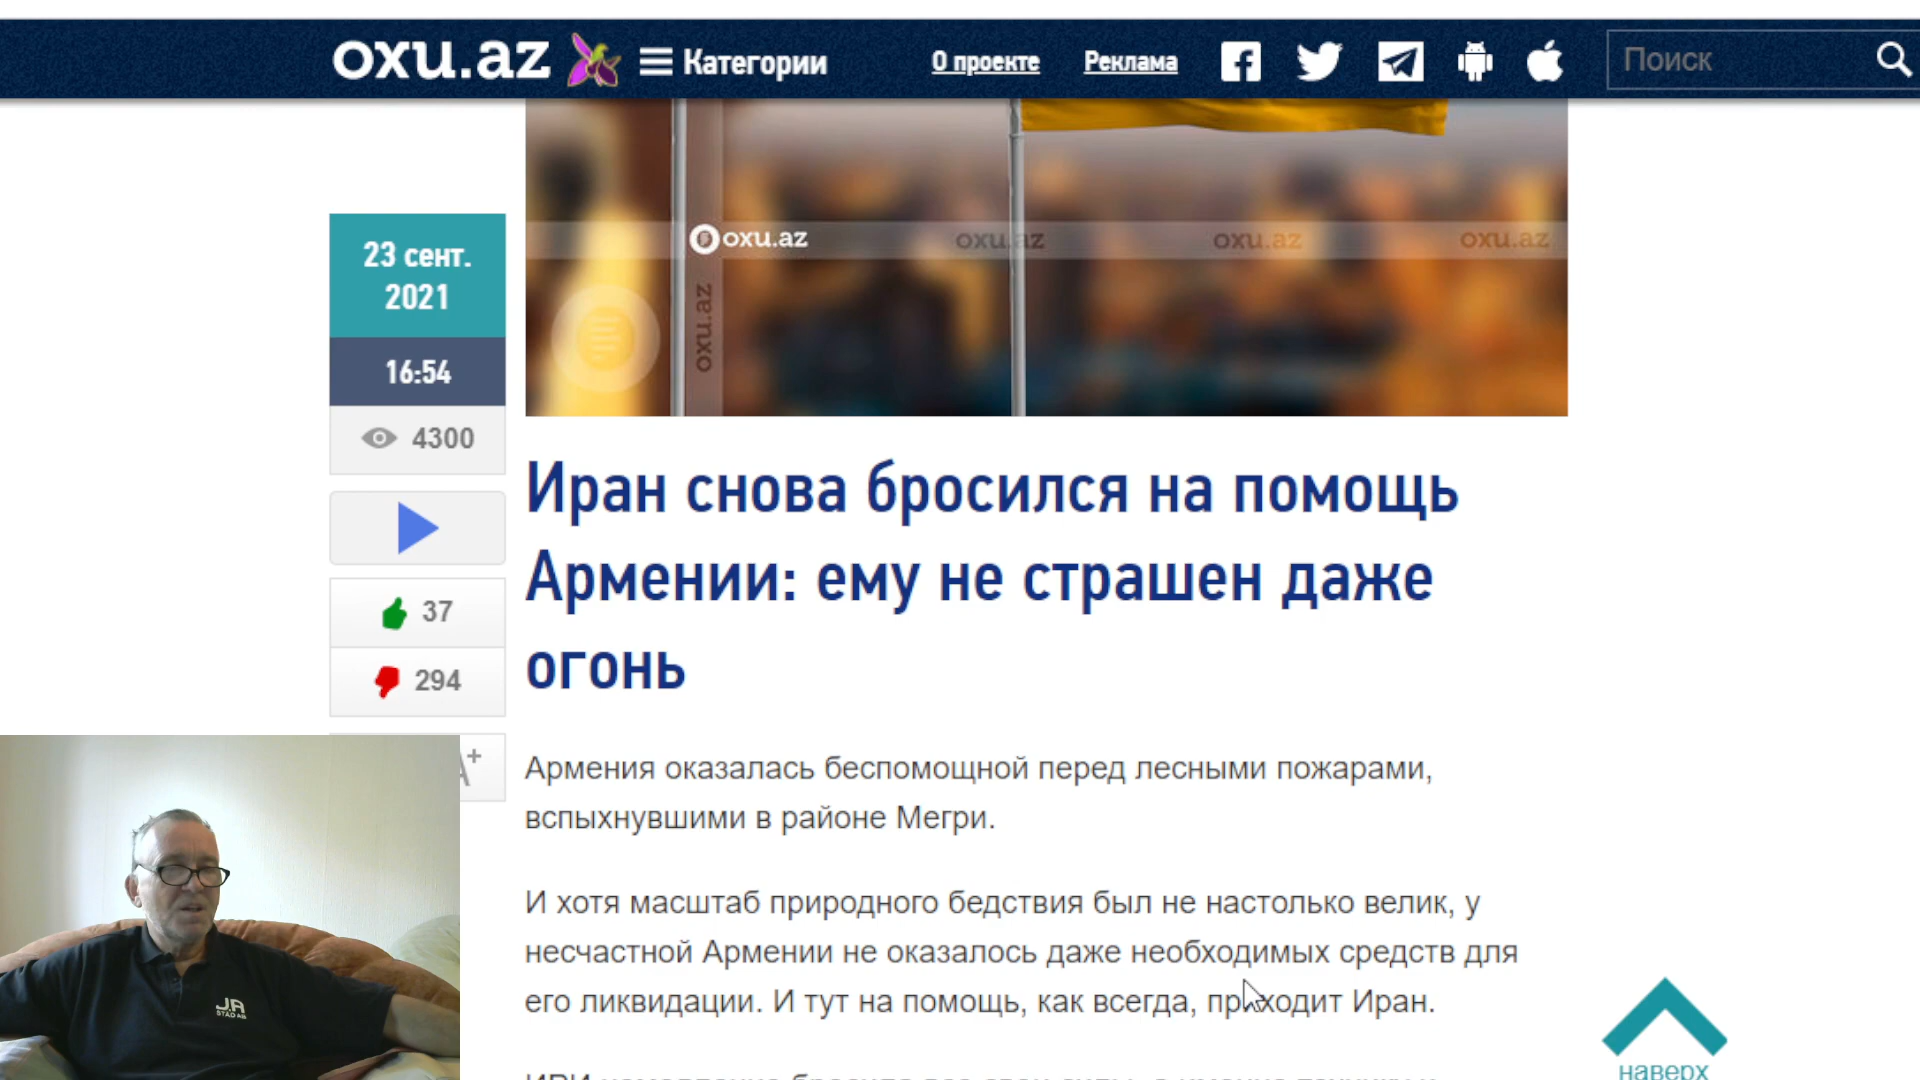 oxu.az
Категории
О проекте
Реклама
Поиск
oxu.az
oxu.az
oxu.az
oxu.az
oxu.az
23 сент.
2021
16:54
4300
37
294
A+
Иран снова бросился на помощь
Армении: ему не страшен даже
огонь
Армения оказалась беспомощной перед лесными пожарами,
вспыхнувшими в районе Мегри.
И хотя масштаб природного бедствия был не настолько велик, у
несчастной Армении не оказалось даже необходимых средств для
его ликвидации. И тут на помощь, как всегда, приходит Иран.
JA
STÄD AB
наверх